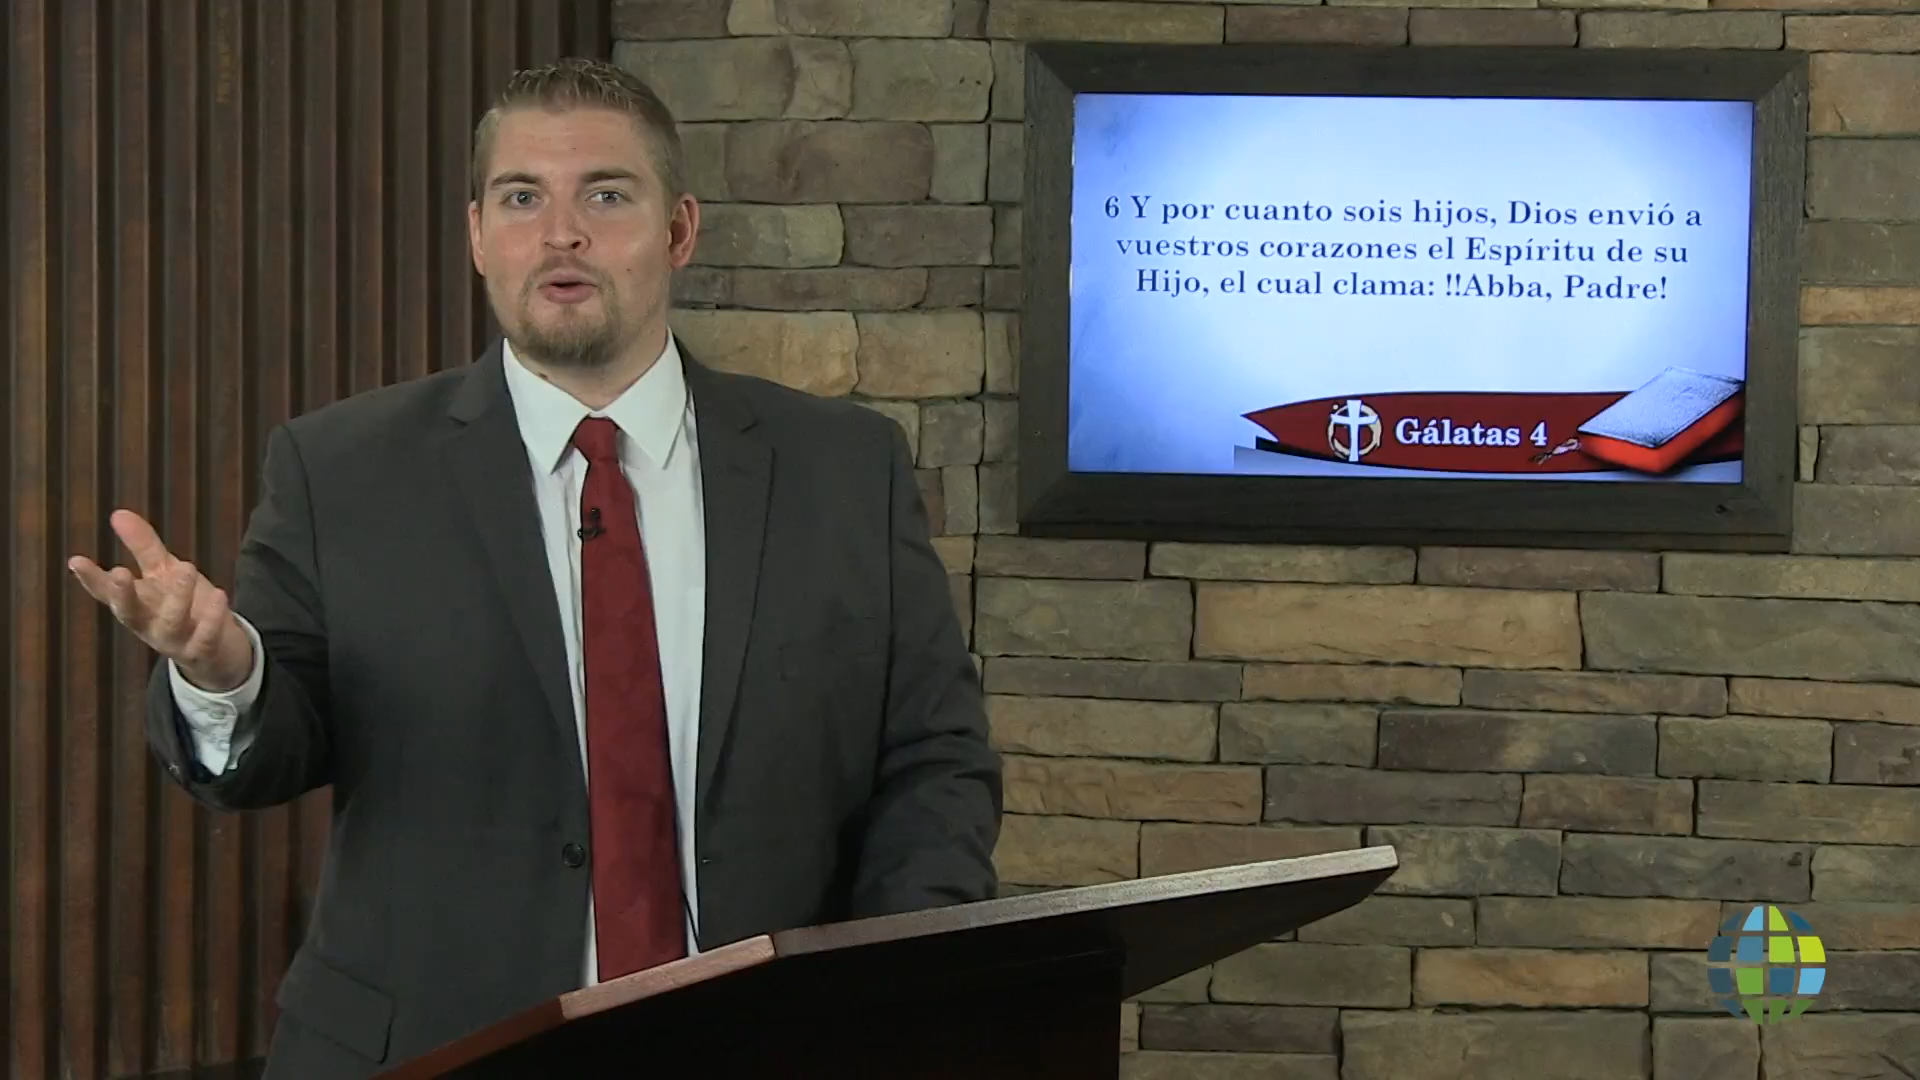 6 Y por cuanto sois hijos, Dios envió a
vuestros corazones el Espíritu de su
Hijo, el cual clama: !!Abba, Padre!
Gálatas 4